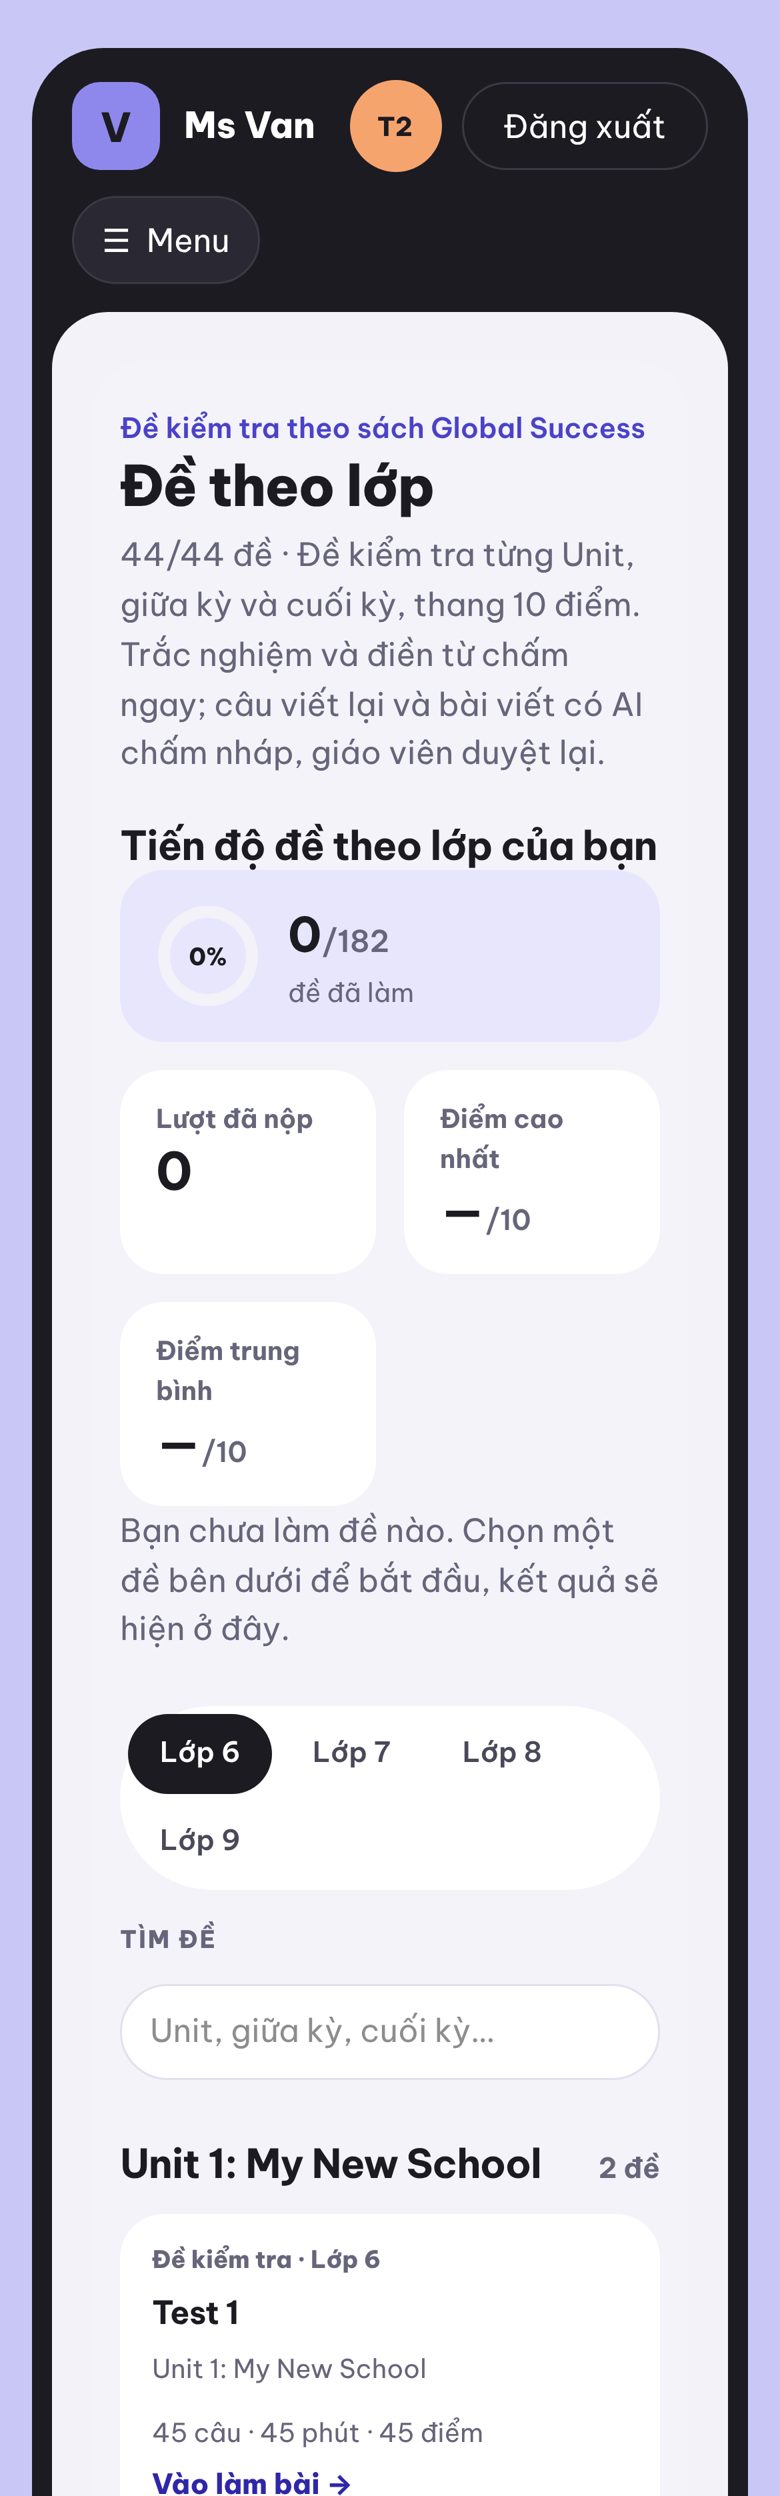 V
Ms Van
T2
Đăng xuất
☰ Menu
Đề kiểm tra theo sách Global Success
Đề theo lớp
44/44 đề · Đề kiểm tra từng Unit,
giữa kỳ và cuối kỳ, thang 10 điểm.
Trắc nghiệm và điền từ chấm
ngay; câu viết lại và bài viết có AI
chấm nháp, giáo viên duyệt lại.
Tiến độ đề theo lớp của bạn
0%
0/182
đề đã làm
Lượt đã nộp
0
Điểm cao
nhất
—/10
Điểm trung
bình
—/10
Bạn chưa làm đề nào. Chọn một
đề bên dưới để bắt đầu, kết quả sẽ
hiện ở đây.
Lớp 6
Lớp 7
Lớp 8
Lớp 9
TÌM ĐỀ
Unit, giữa kỳ, cuối kỳ...
Unit 1: My New School
2 đề
Đề kiểm tra · Lớp 6
Test 1
Unit 1: My New School
45 câu · 45 phút · 45 điểm
Vào làm bài →